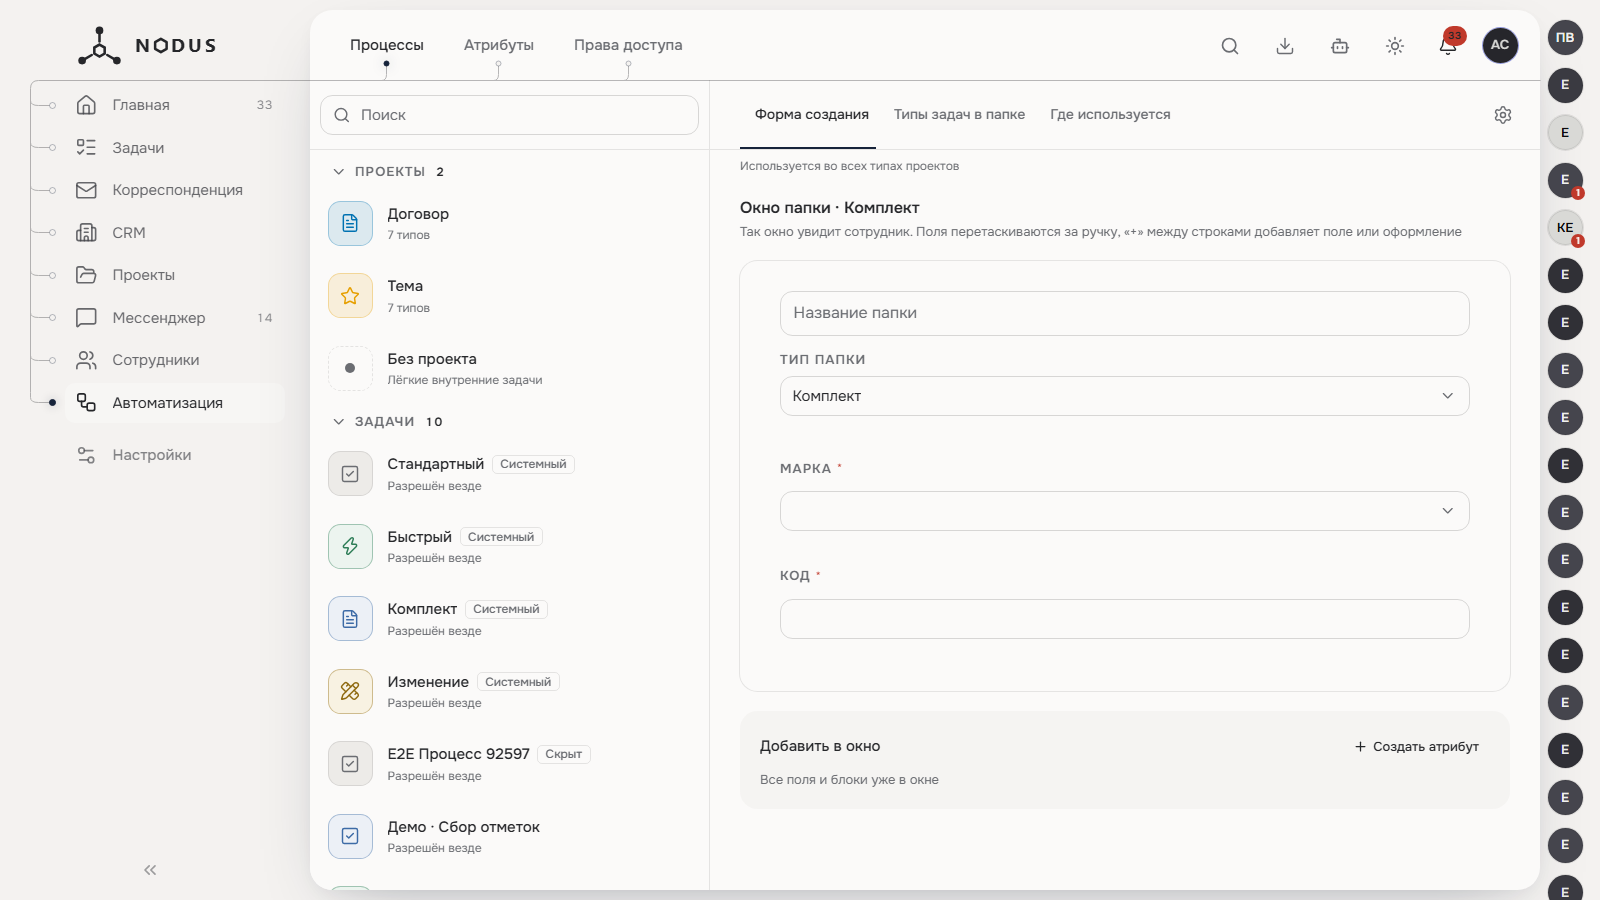 NODUS
Главная 33
Задачи
Корреспонденция
CRM
Проекты
Мессенджер 14
Сотрудники
Автоматизация
Настройки
Процессы Атрибуты Права доступа
33
АС
Поиск
ПРОЕКТЫ 2
Договор
7 типов
Тема
7 типов
Без проекта
Лёгкие внутренние задачи
ЗАДАЧИ 10
Стандартный Системный
Разрешён везде
Быстрый Системный
Разрешён везде
Комплект Системный
Разрешён везде
Изменение Системный
Разрешён везде
E2E Процесс 92597 Скрыт
Разрешён везде
Демо · Сбор отметок
Разрешён везде
Форма создания Типы задач в папке Где используется
Используется во всех типах проектов
Окно папки · Комплект
Так окно увидит сотрудник. Поля перетаскиваются за ручку, «+» между строками добавляет поле или оформление
Название папки
ТИП ПАПКИ
Комплект
МАРКА *
КОД *
Добавить в окно
+ Создать атрибут
Все поля и блоки уже в окне
ПВ
E
E
E
1
КЕ
1
E
E
E
E
E
E
E
E
E
E
E
E
E
E